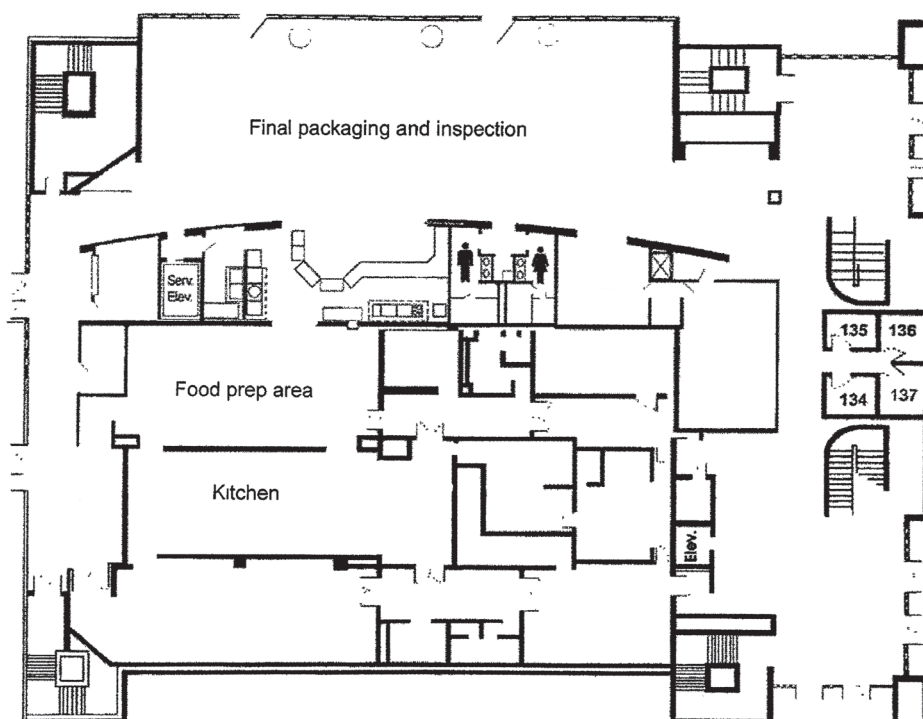 Final packaging and inspection
Serv.
Elev.
135
136
Food prep area
134
137
Kitchen
Elev.